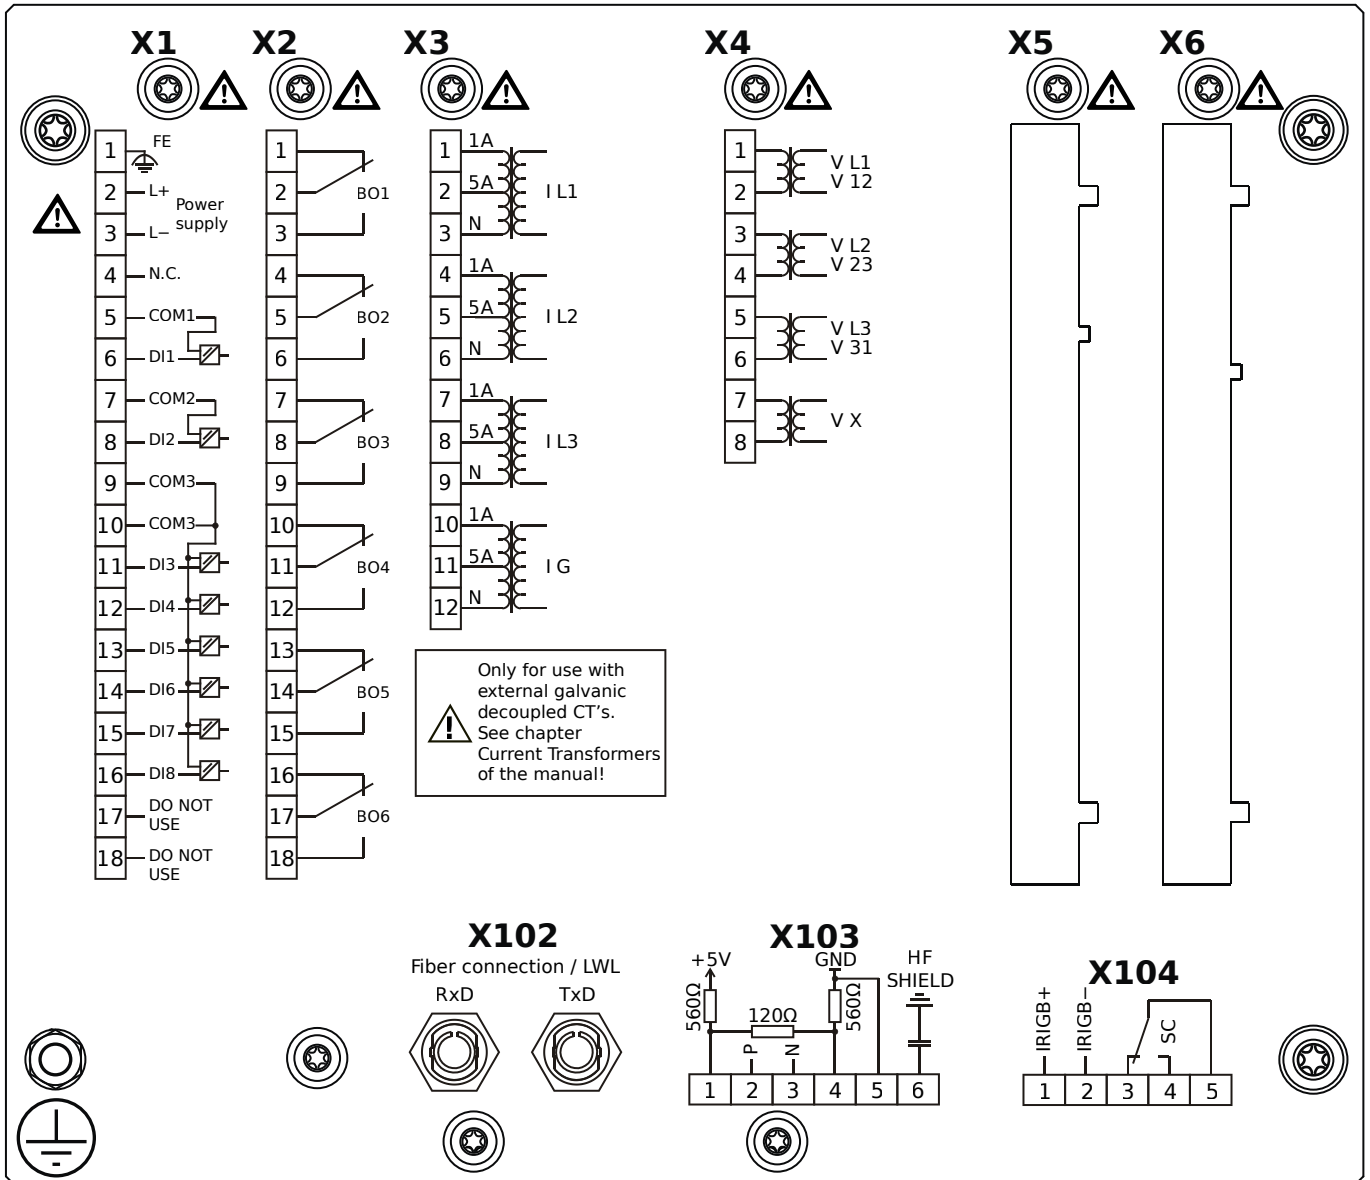 X1
X2
X3
X4
X5
X6
1 FE
2 L+
Power
supply
3 L−
4 N.C.
5 COM1
6 DI1
7 COM2
8 DI2
9 COM3
10 COM3
11 DI3
12 DI4
13 DI5
14 DI6
15 DI7
16 DI8
17 DO NOT
USE
18 DO NOT
USE
1
2 BO1
3
4
5 BO2
6
7
8 BO3
9
10
11 BO4
12
13
14 BO5
15
16
17 BO6
18
1 1A
2 5A I L1
3 N
4 1A
5 5A I L2
6 N
7 1A
8 5A I L3
9 N
10 1A
11 5A I G
12 N
Only for use with
external galvanic
decoupled CT's.
See chapter
Current Transformers
of the manual!
1 V L1
2 V 12
3 V L2
4 V 23
5 V L3
6 V 31
7 V X
8
X102
Fiber connection / LWL
RxD TxD
X103
+5V GND HF
SHIELD
560Ω 120Ω 560Ω
P N
1 2 3 4 5 6
X104
IRIGB+ IRIGB− SC
1 2 3 4 5